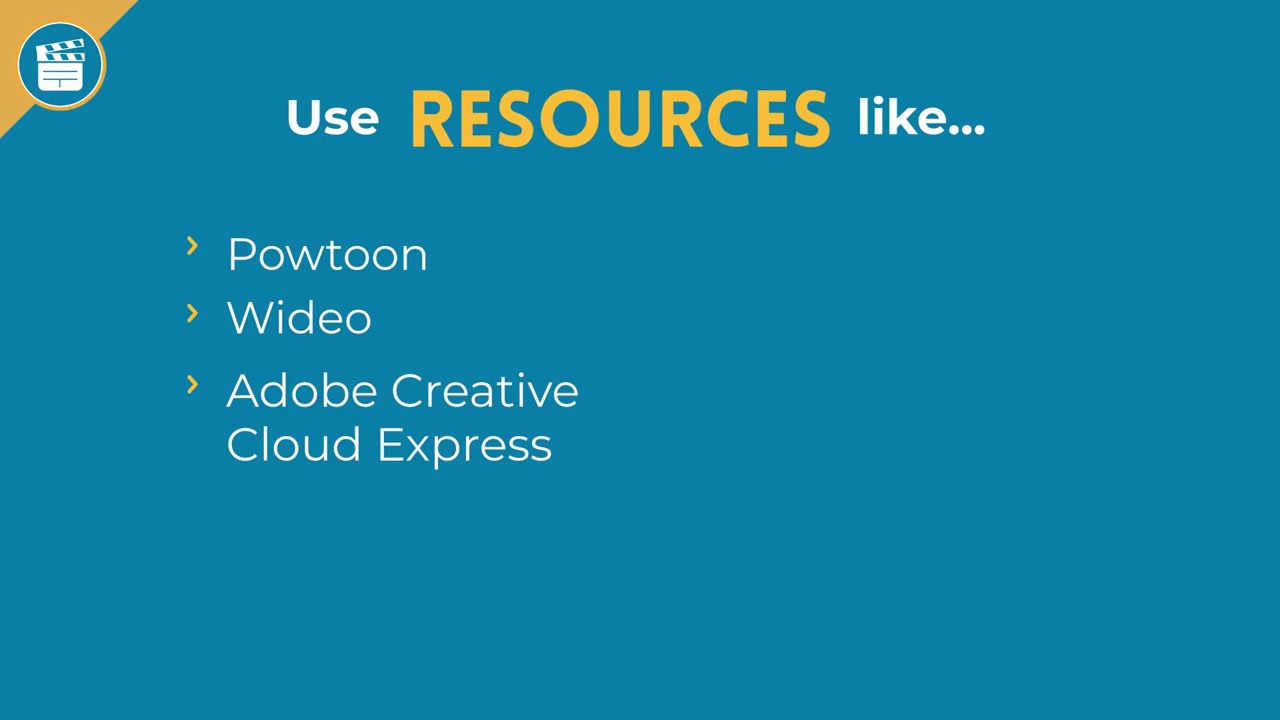 Use RESOURCES like...
Powtoon
Wideo
Adobe Creative
Cloud Express